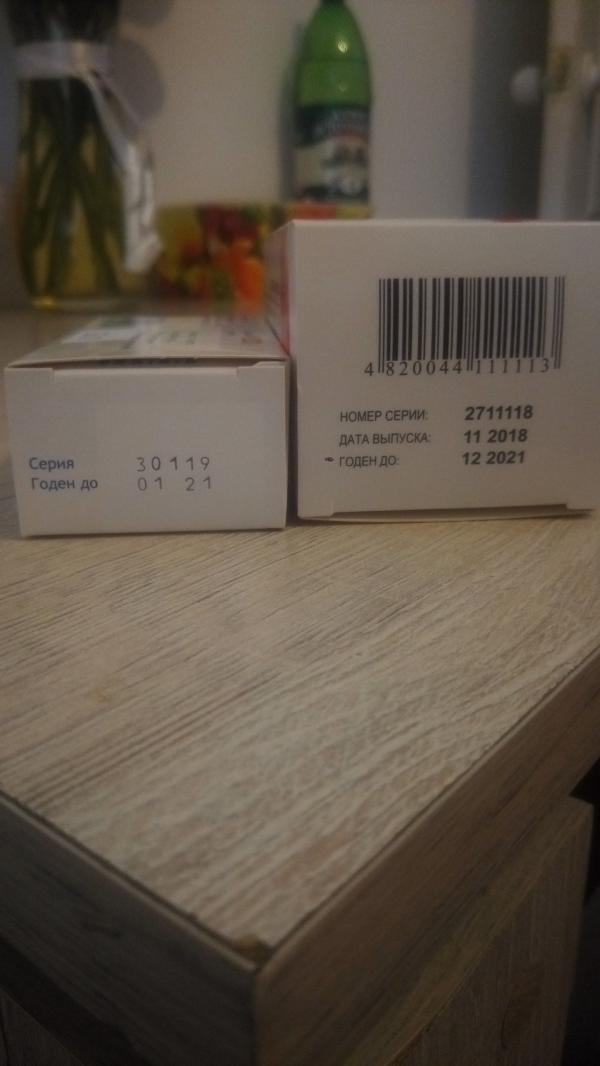 Серия 30119
Годен до 01 21
4 820044 111113
НОМЕР СЕРИИ: 2711118
ДАТА ВЫПУСКА: 11 2018
ГОДЕН ДО: 12 2021